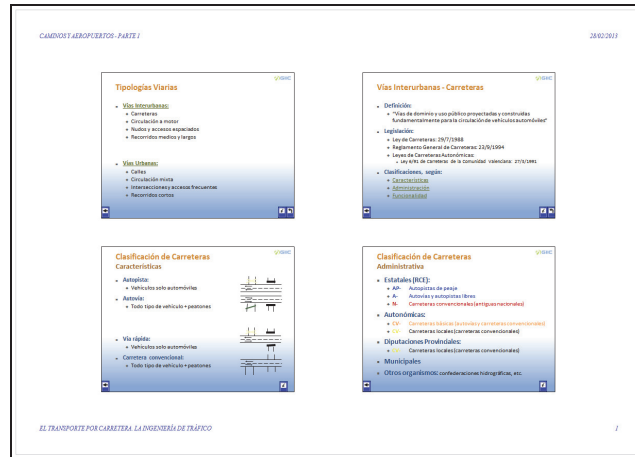 CAMINOS Y AEROPUERTOS - PARTE I
28/02/2013
Tipologías Viarias
Vías Interurbanas:
Carreteras
Circulación a motor
Nudos y accesos espaciados
Recorridos medios y largos
Vías Urbanas:
Calles
Circulación mixta
Intersecciones y accesos frecuentes
Recorridos cortos
Vías Interurbanas - Carreteras
Definición:
"Vías de dominio y uso público proyectadas y construidas
fundamentalmente para la circulación de vehículos automóviles"
Legislación:
Ley de Carreteras: 29/7/1988
Reglamento General de Carreteras: 23/9/1994
Leyes de Carreteras Autonómicas:
Ley 6/91 de Carreteras de la Comunidad Valenciana: 27/3/1991
Clasificaciones, según:
Características
Administración
Funcionalidad
Clasificación de Carreteras
Características
Autopista:
Vehículos solo automóviles
Autovía:
Todo tipo de vehículo + peatones
Vía rápida:
Vehículos solo automóviles
Carretera convencional:
Todo tipo de vehículo + peatones
Clasificación de Carreteras
Administrativa
Estatales (RCE):
AP- Autopistas de peaje
A- Autovías y autopistas libres
N- Carreteras convencionales (antiguas nacionales)
Autonómicas:
CV- Carreteras básicas (autovías y carreteras convencionales)
Carreteras locales (carreteras convencionales)
Diputaciones Provinciales:
Carreteras locales (carreteras convencionales)
Municipales
Otros organismos: confederaciones hidrográficas, etc.
EL TRANSPORTE POR CARRETERA. LA INGENIERÍA DE TRÁFICO
1